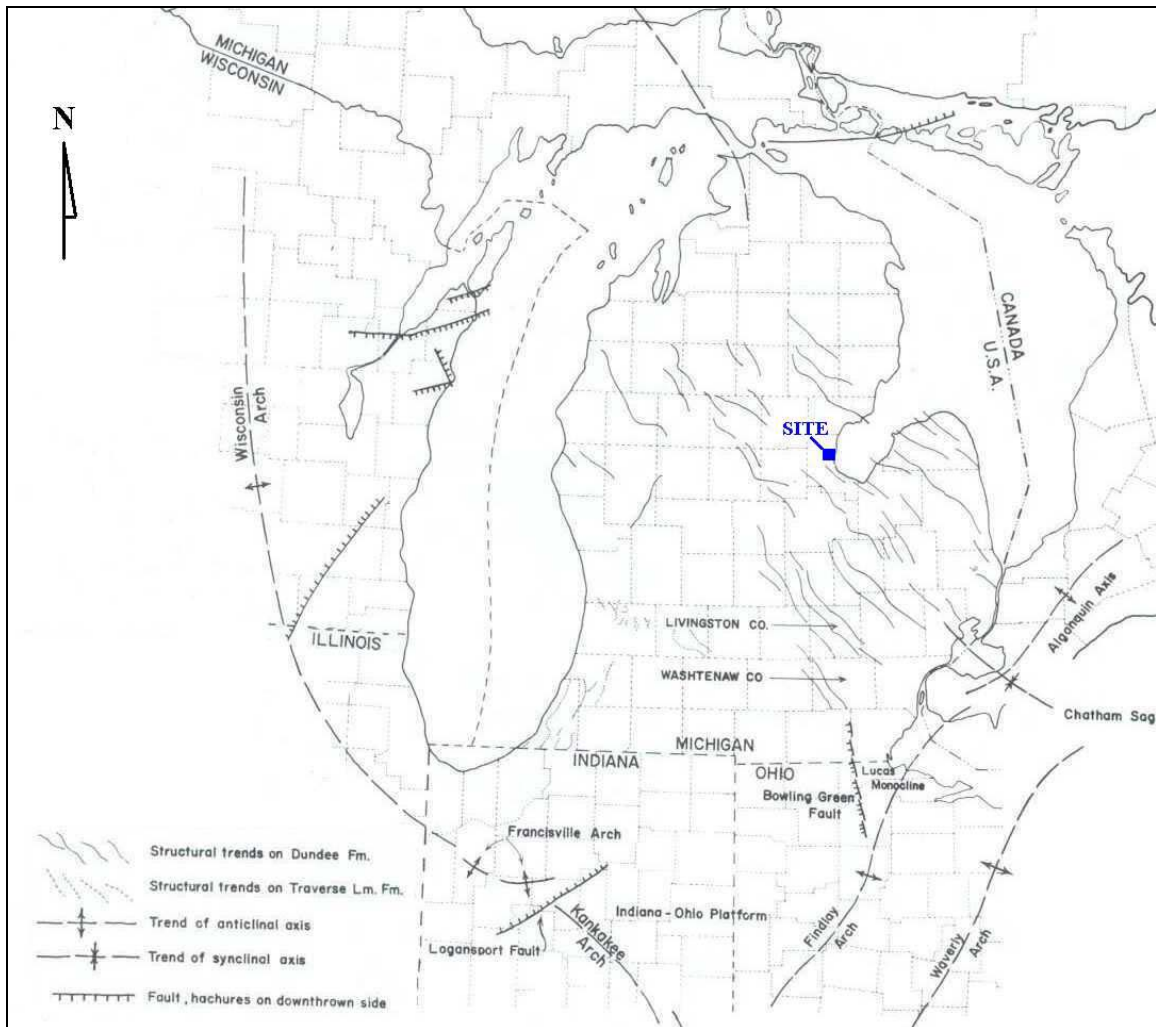 MICHIGAN
WISCONSIN
N
CANADA
U.S.A.
SITE
Wisconsin
Arch
ILLINOIS
LIVINGSTON CO.
WASHTENAW CO
Algonquin Axis
Chatham Sag
MICHIGAN
INDIANA
OHIO
Lucas
Monocline
Bowling Green
Fault
Francisville Arch
Indiana - Ohio Platform
Logansport Fault
Kankakee
Arch
Findlay
Arch
Waverly
Arch
Structural trends on Dundee Fm.
Structural trends on Traverse Lm. Fm.
Trend of anticlinal axis
Trend of synclinal axis
Fault, hachures on downthrown side